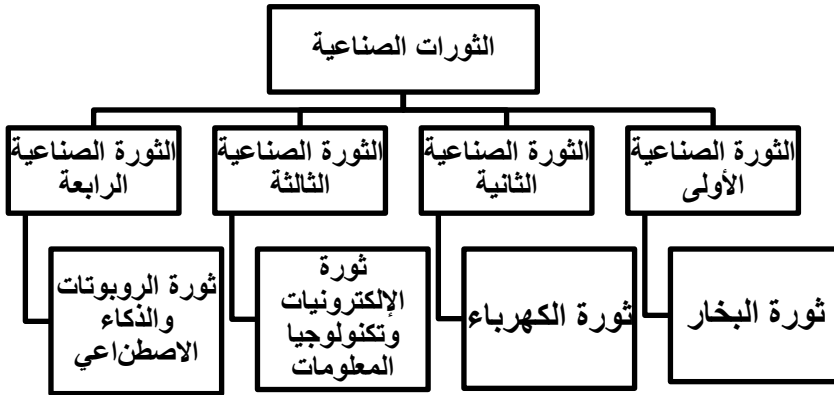 الثورات الصناعية
الثورة الصناعية
الأولى
الثورة الصناعية
الثانية
الثورة الصناعية
الثالثة
الثورة الصناعية
الرابعة
ثورة البخار
ثورة الكهرباء
ثورة
الإلكترونيات
وتكنولوجيا
المعلومات
ثورة الروبوتات
والذكاء
الاصطناعي